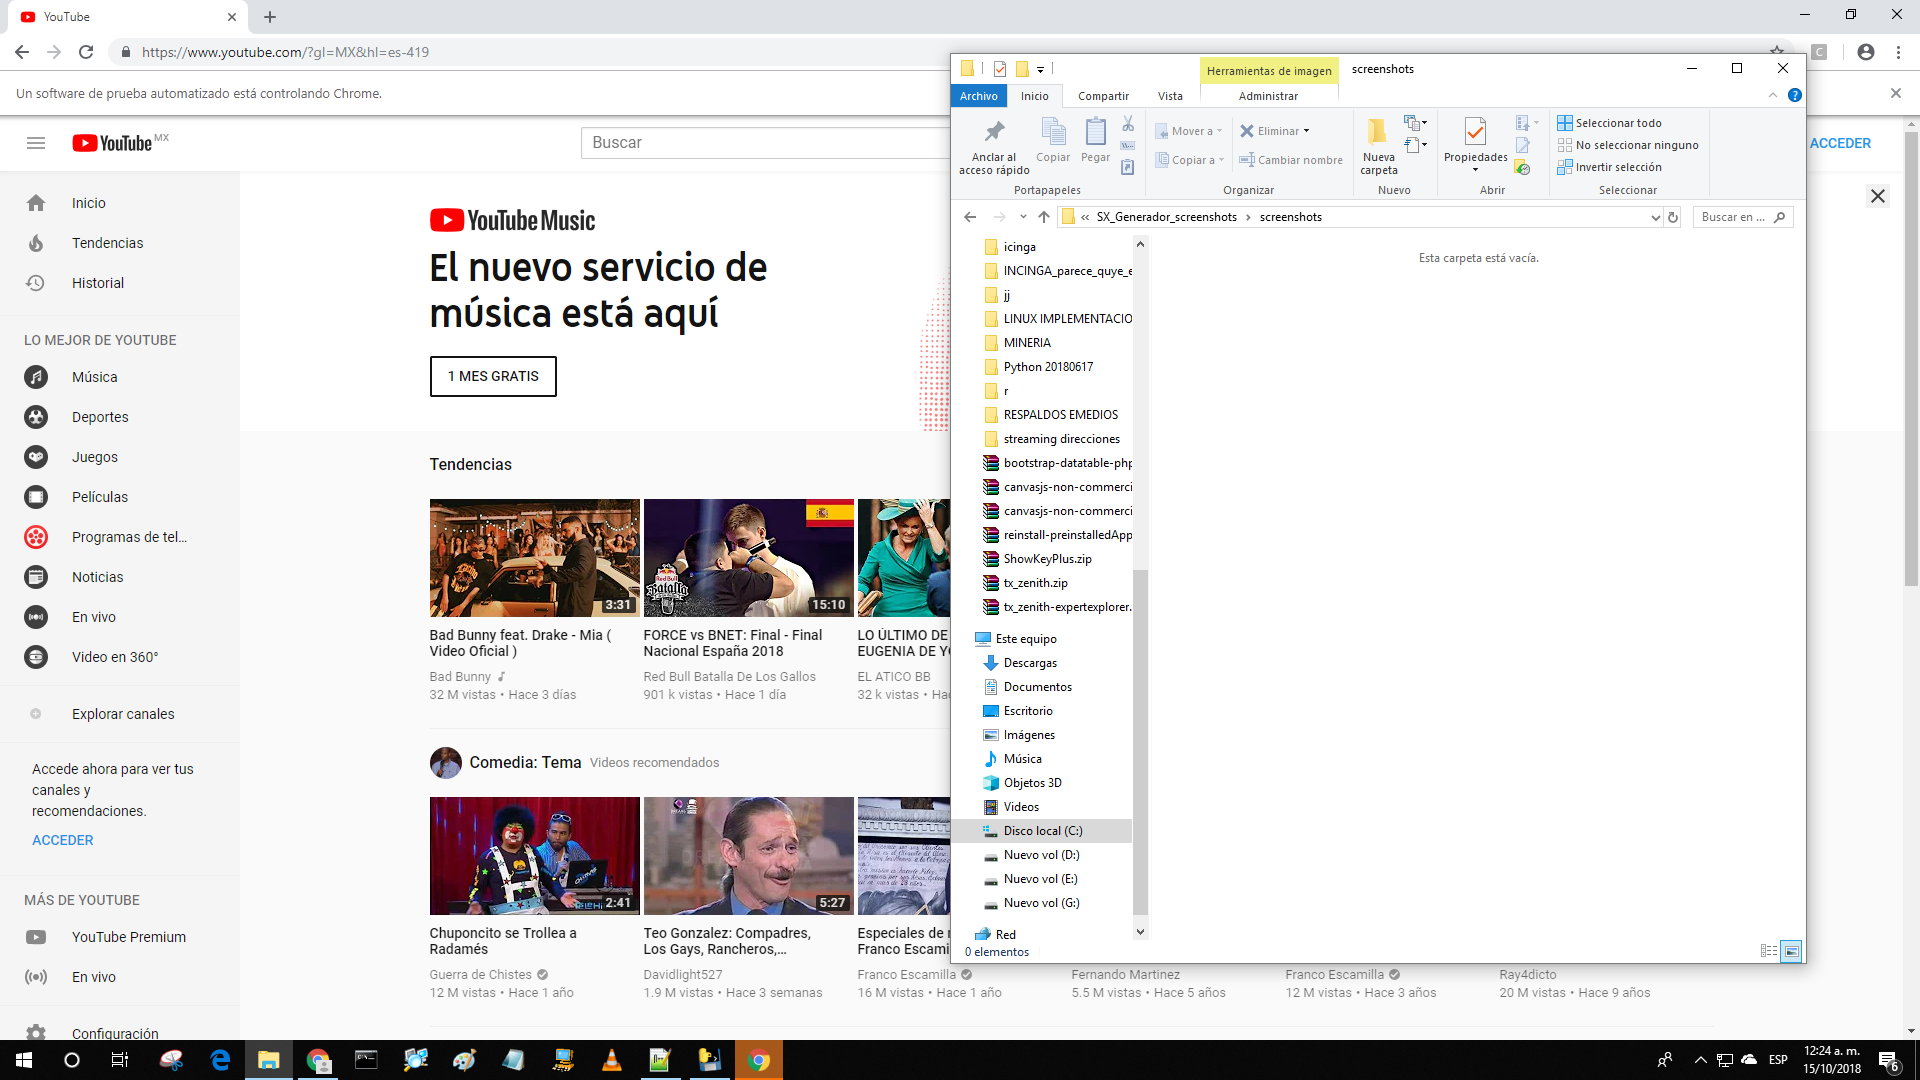 YouTube
https://www.youtube.com/?gl=MX&hl=es-419
Un software de prueba automatizado está controlando Chrome.
YouTube MX
Buscar
ACCEDER
Inicio
Tendencias
Historial
LO MEJOR DE YOUTUBE
Música
Deportes
Juegos
Películas
Programas de tel...
Noticias
En vivo
Video en 360°
Explorar canales
Accede ahora para ver tus
canales y
recomendaciones.
ACCEDER
MÁS DE YOUTUBE
YouTube Premium
En vivo
Configuración
YouTube Music
El nuevo servicio de
música está aquí
1 MES GRATIS
Tendencias
3:31
Bad Bunny feat. Drake - Mia (
Video Oficial )
Bad Bunny
32 M vistas • Hace 3 días
Red Bull
Batalla
15:10
FORCE vs BNET: Final - Final
Nacional España 2018
Red Bull Batalla De Los Gallos
901 k vistas • Hace 1 día
LO ÚLTIMO DE
EUGENIA DE Y
EL ATICO BB
32 k vistas • Ha
Comedia: Tema Videos recomendados
2:41
Chuponcito se Trollea a
Radamés
Guerra de Chistes
12 M vistas • Hace 1 año
5:27
Teo Gonzalez: Compadres,
Los Gays, Rancheros,...
Davidlight527
1.9 M vistas • Hace 3 semanas
Especiales de
Franco Escami
Franco Escamilla
16 M vistas • Hace 1 año
Fernando Martinez
5.5 M vistas • Hace 5 años
Franco Escamilla
12 M vistas • Hace 3 años
Ray4dicto
20 M vistas • Hace 9 años
Herramientas de imagen
screenshots
Archivo
Inicio
Compartir
Vista
Administrar
Anclar al
acceso rápido
Copiar
Pegar
Portapapeles
Mover a
Copiar a
Eliminar
Cambiar nombre
Organizar
Nueva
carpeta
Nuevo
Propiedades
Abrir
Seleccionar todo
No seleccionar ninguno
Invertir selección
Seleccionar
« SX_Generador_screenshots > screenshots
Buscar en ...
icinga
INCINGA_parece_quye_e
jj
LINUX IMPLEMENTACIO
MINERIA
Python 20180617
r
RESPALDOS EMEDIOS
streaming direcciones
bootstrap-datatable-php
canvasjs-non-commerci
canvasjs-non-commerci
reinstall-preinstalledApp
ShowKeyPlus.zip
tx_zenith.zip
tx_zenith-expertexplorer.
Este equipo
Descargas
Documentos
Escritorio
Imágenes
Música
Objetos 3D
Videos
Disco local (C:)
Nuevo vol (D:)
Nuevo vol (E:)
Nuevo vol (G:)
Red
0 elementos
Esta carpeta está vacía.
ESP
12:24 a. m.
15/10/2018
6